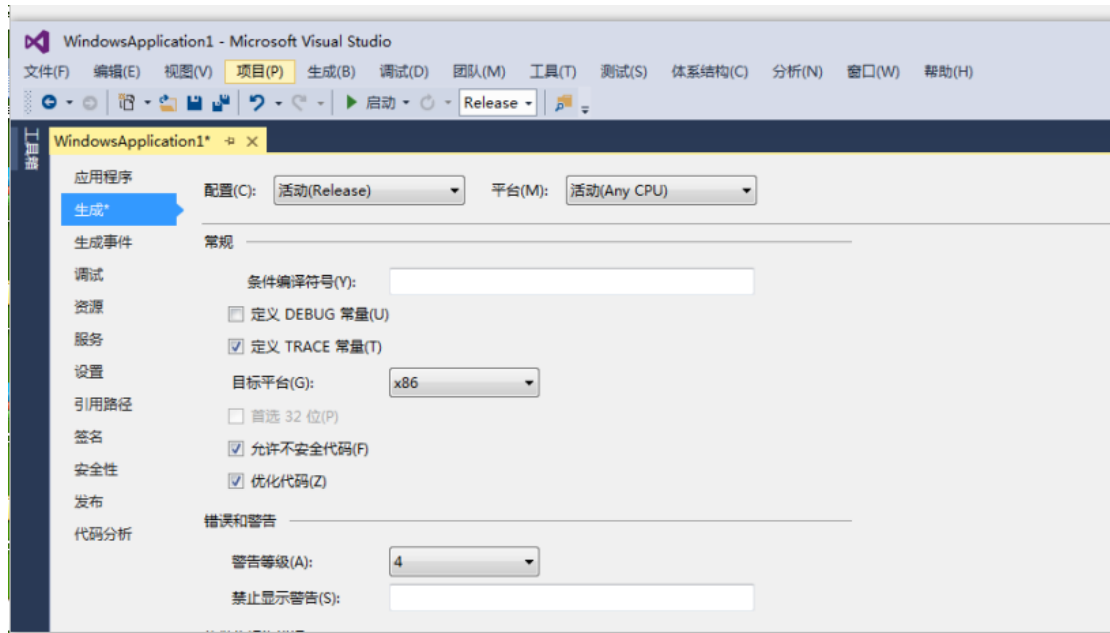 WindowsApplication1 - Microsoft Visual Studio
文件(F) 编辑(E) 视图(V) 项目(P) 生成(B) 调试(D) 团队(M) 工具(T) 测试(S) 体系结构(C) 分析(N) 窗口(W) 帮助(H)
启动 Release
工具箱
WindowsApplication1*
应用程序
配置(C): 活动(Release) 平台(M): 活动(Any CPU)
生成*
生成事件
常规
调试
条件编译符号(Y):
资源
定义 DEBUG 常量(U)
服务
定义 TRACE 常量(T)
设置
目标平台(G): x86
引用路径
首选 32 位(P)
签名
允许不安全代码(F)
安全性
优化代码(Z)
发布
错误和警告
代码分析
警告等级(A): 4
禁止显示警告(S):